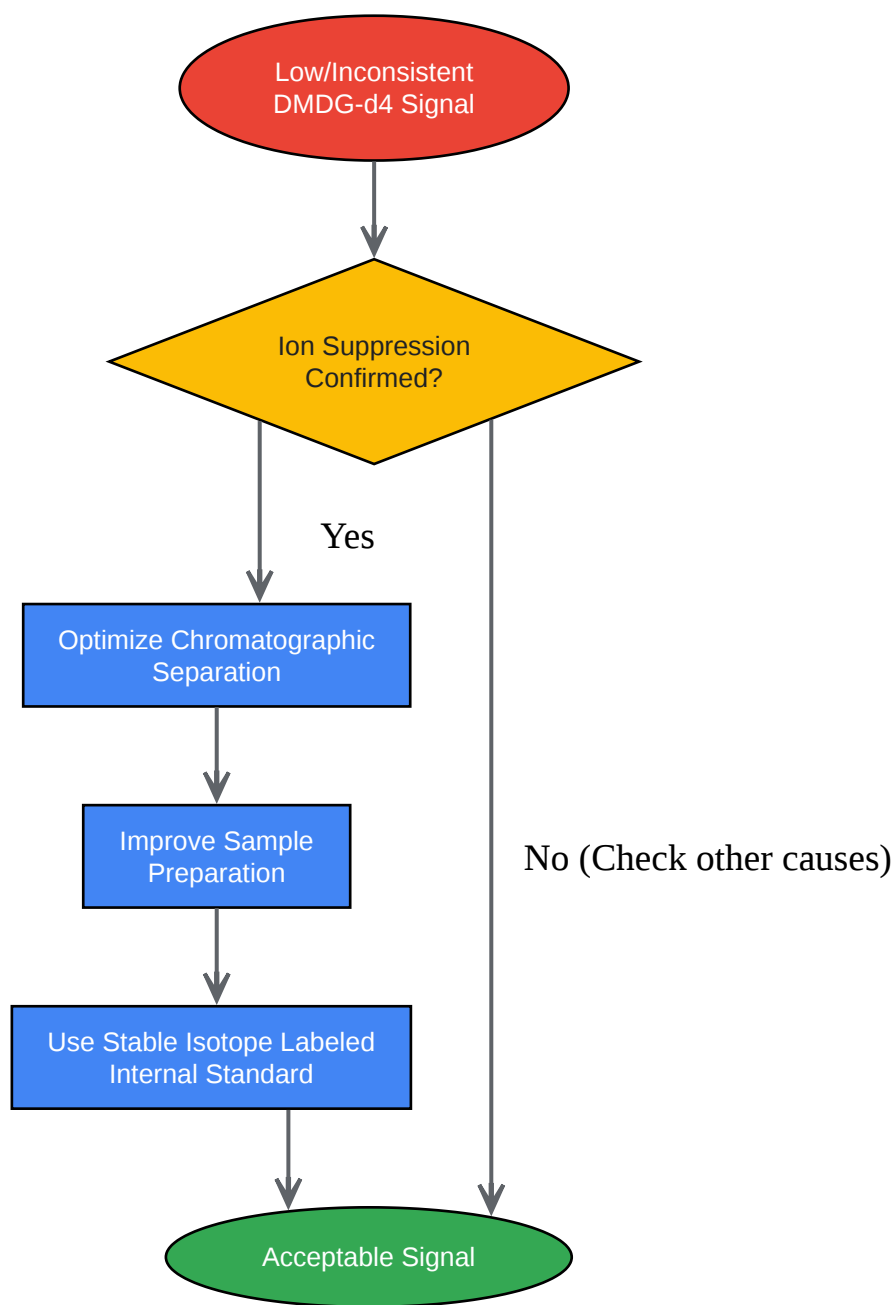 Low/Inconsistent
DMDG-d4 Signal
Ion Suppression
Confirmed?
Yes
Optimize Chromatographic
Separation
Improve Sample
Preparation
No (Check other causes)
Use Stable Isotope Labeled
Internal Standard
Acceptable Signal